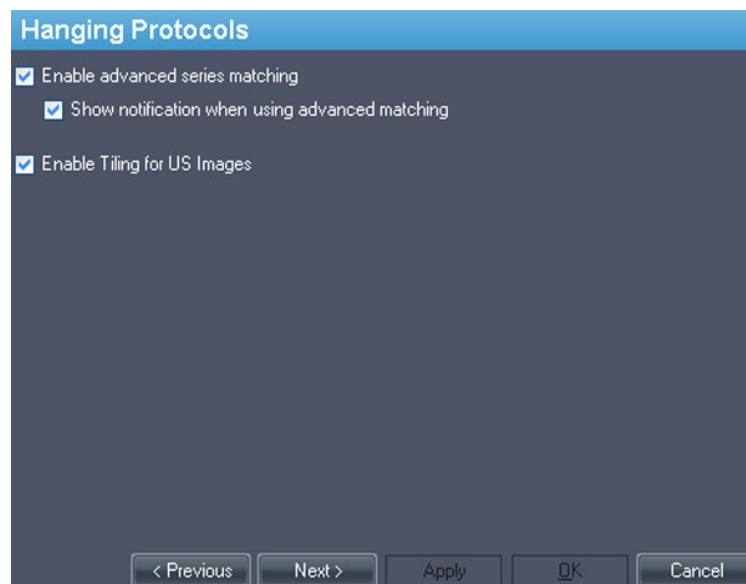 Hanging Protocols
Enable advanced series matching
Show notification when using advanced matching
Enable Tiling for US Images
< Previous Next > Apply OK Cancel